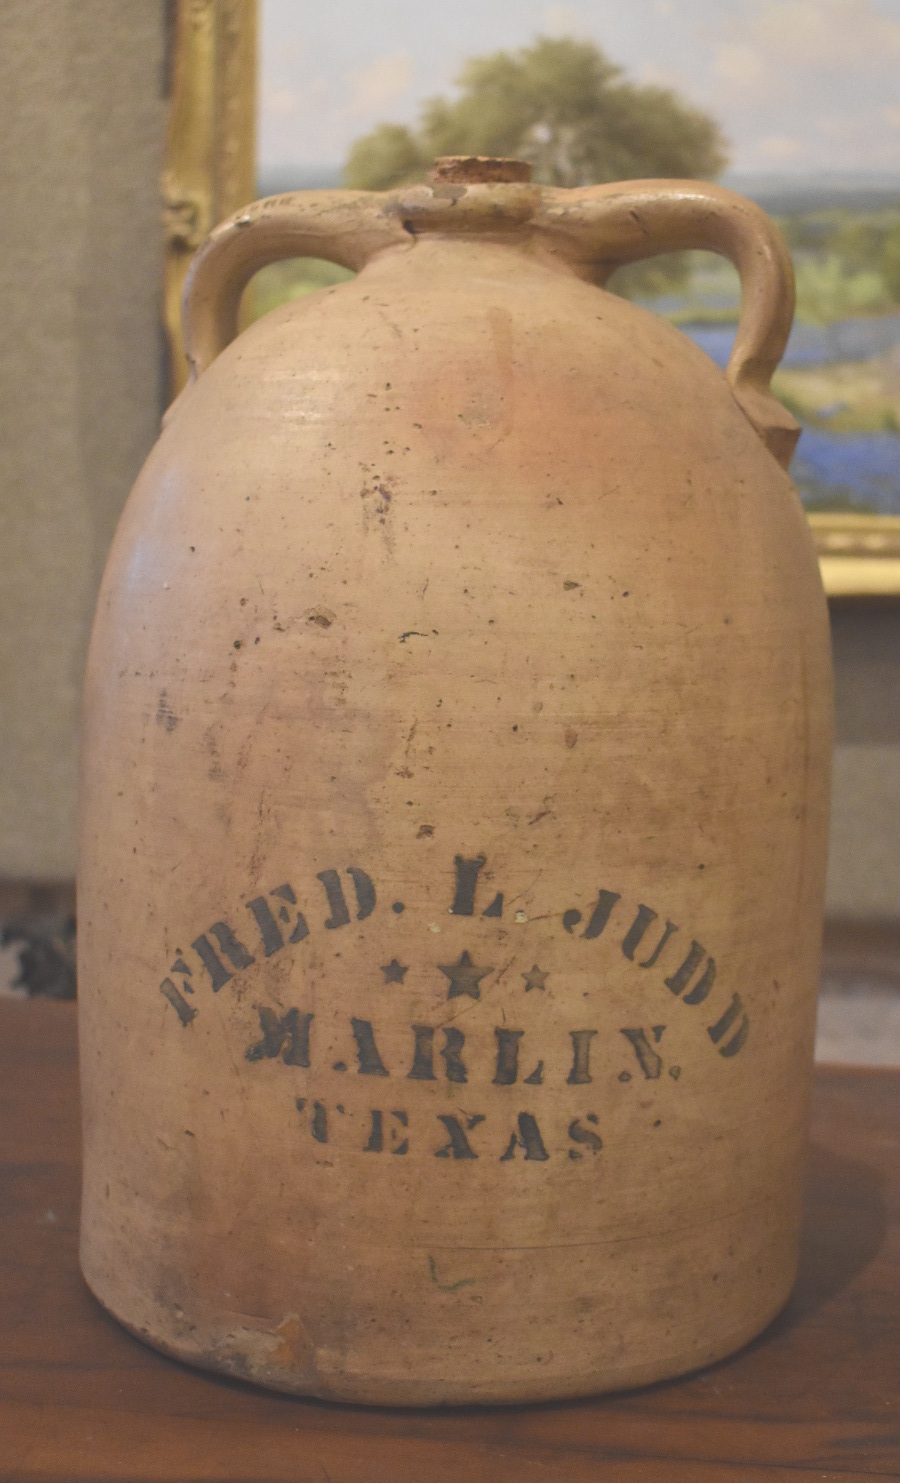 FRED. L. JUDD
MARLIN.
TEXAS